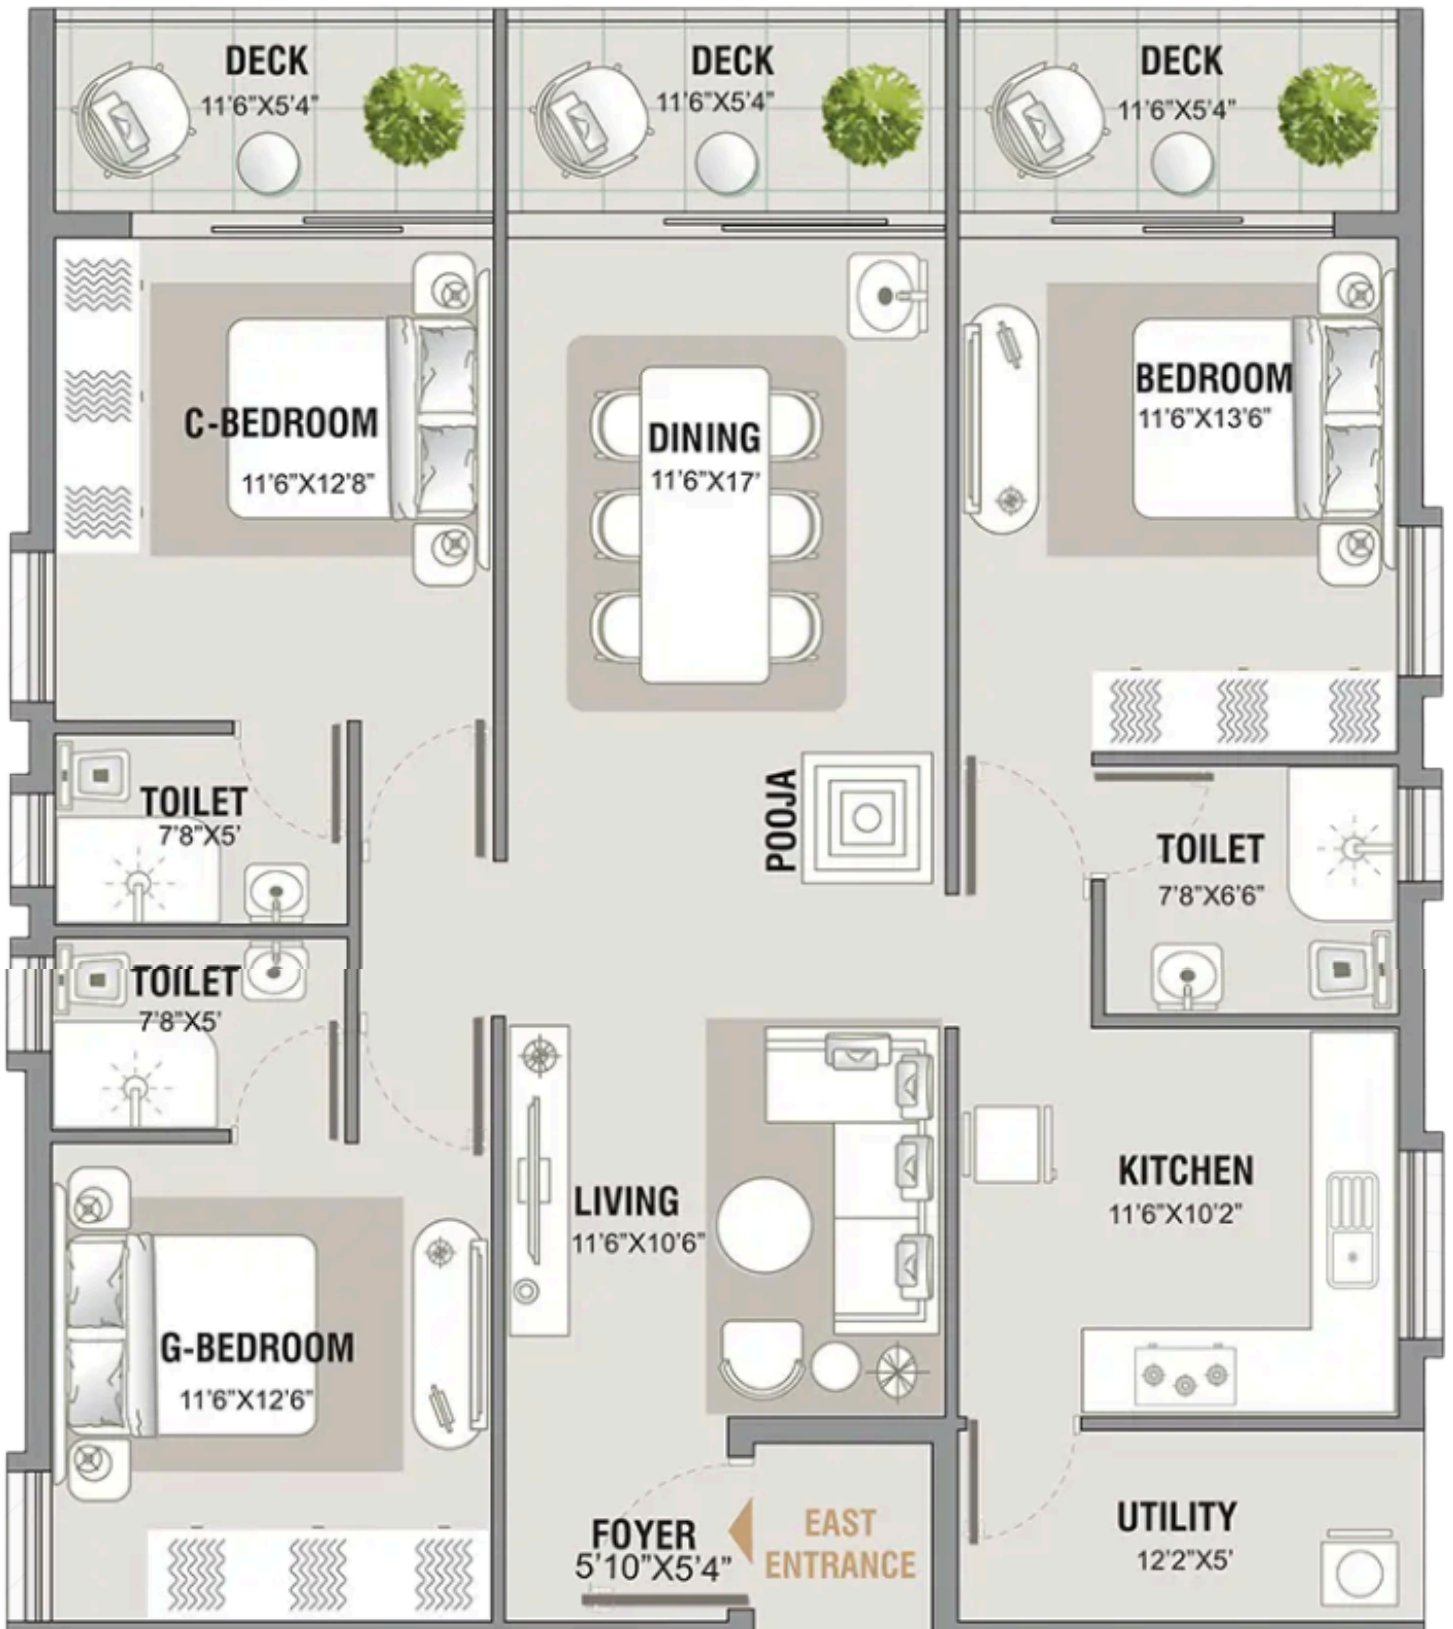 DECK
11'6"X5'4"
DECK
11'6"X5'4"
DECK
11'6"X5'4"
C-BEDROOM
11'6"X12'8"
DINING
11'6"X17'
BEDROOM
11'6"X13'6"
TOILET
7'8"X5'
POOJA
TOILET
7'8"X6'6"
TOILET
7'8"X5'
LIVING
11'6"X10'6"
KITCHEN
11'6"X10'2"
G-BEDROOM
11'6"X12'6"
FOYER
5'10"X5'4"
EAST
ENTRANCE
UTILITY
12'2"X5'